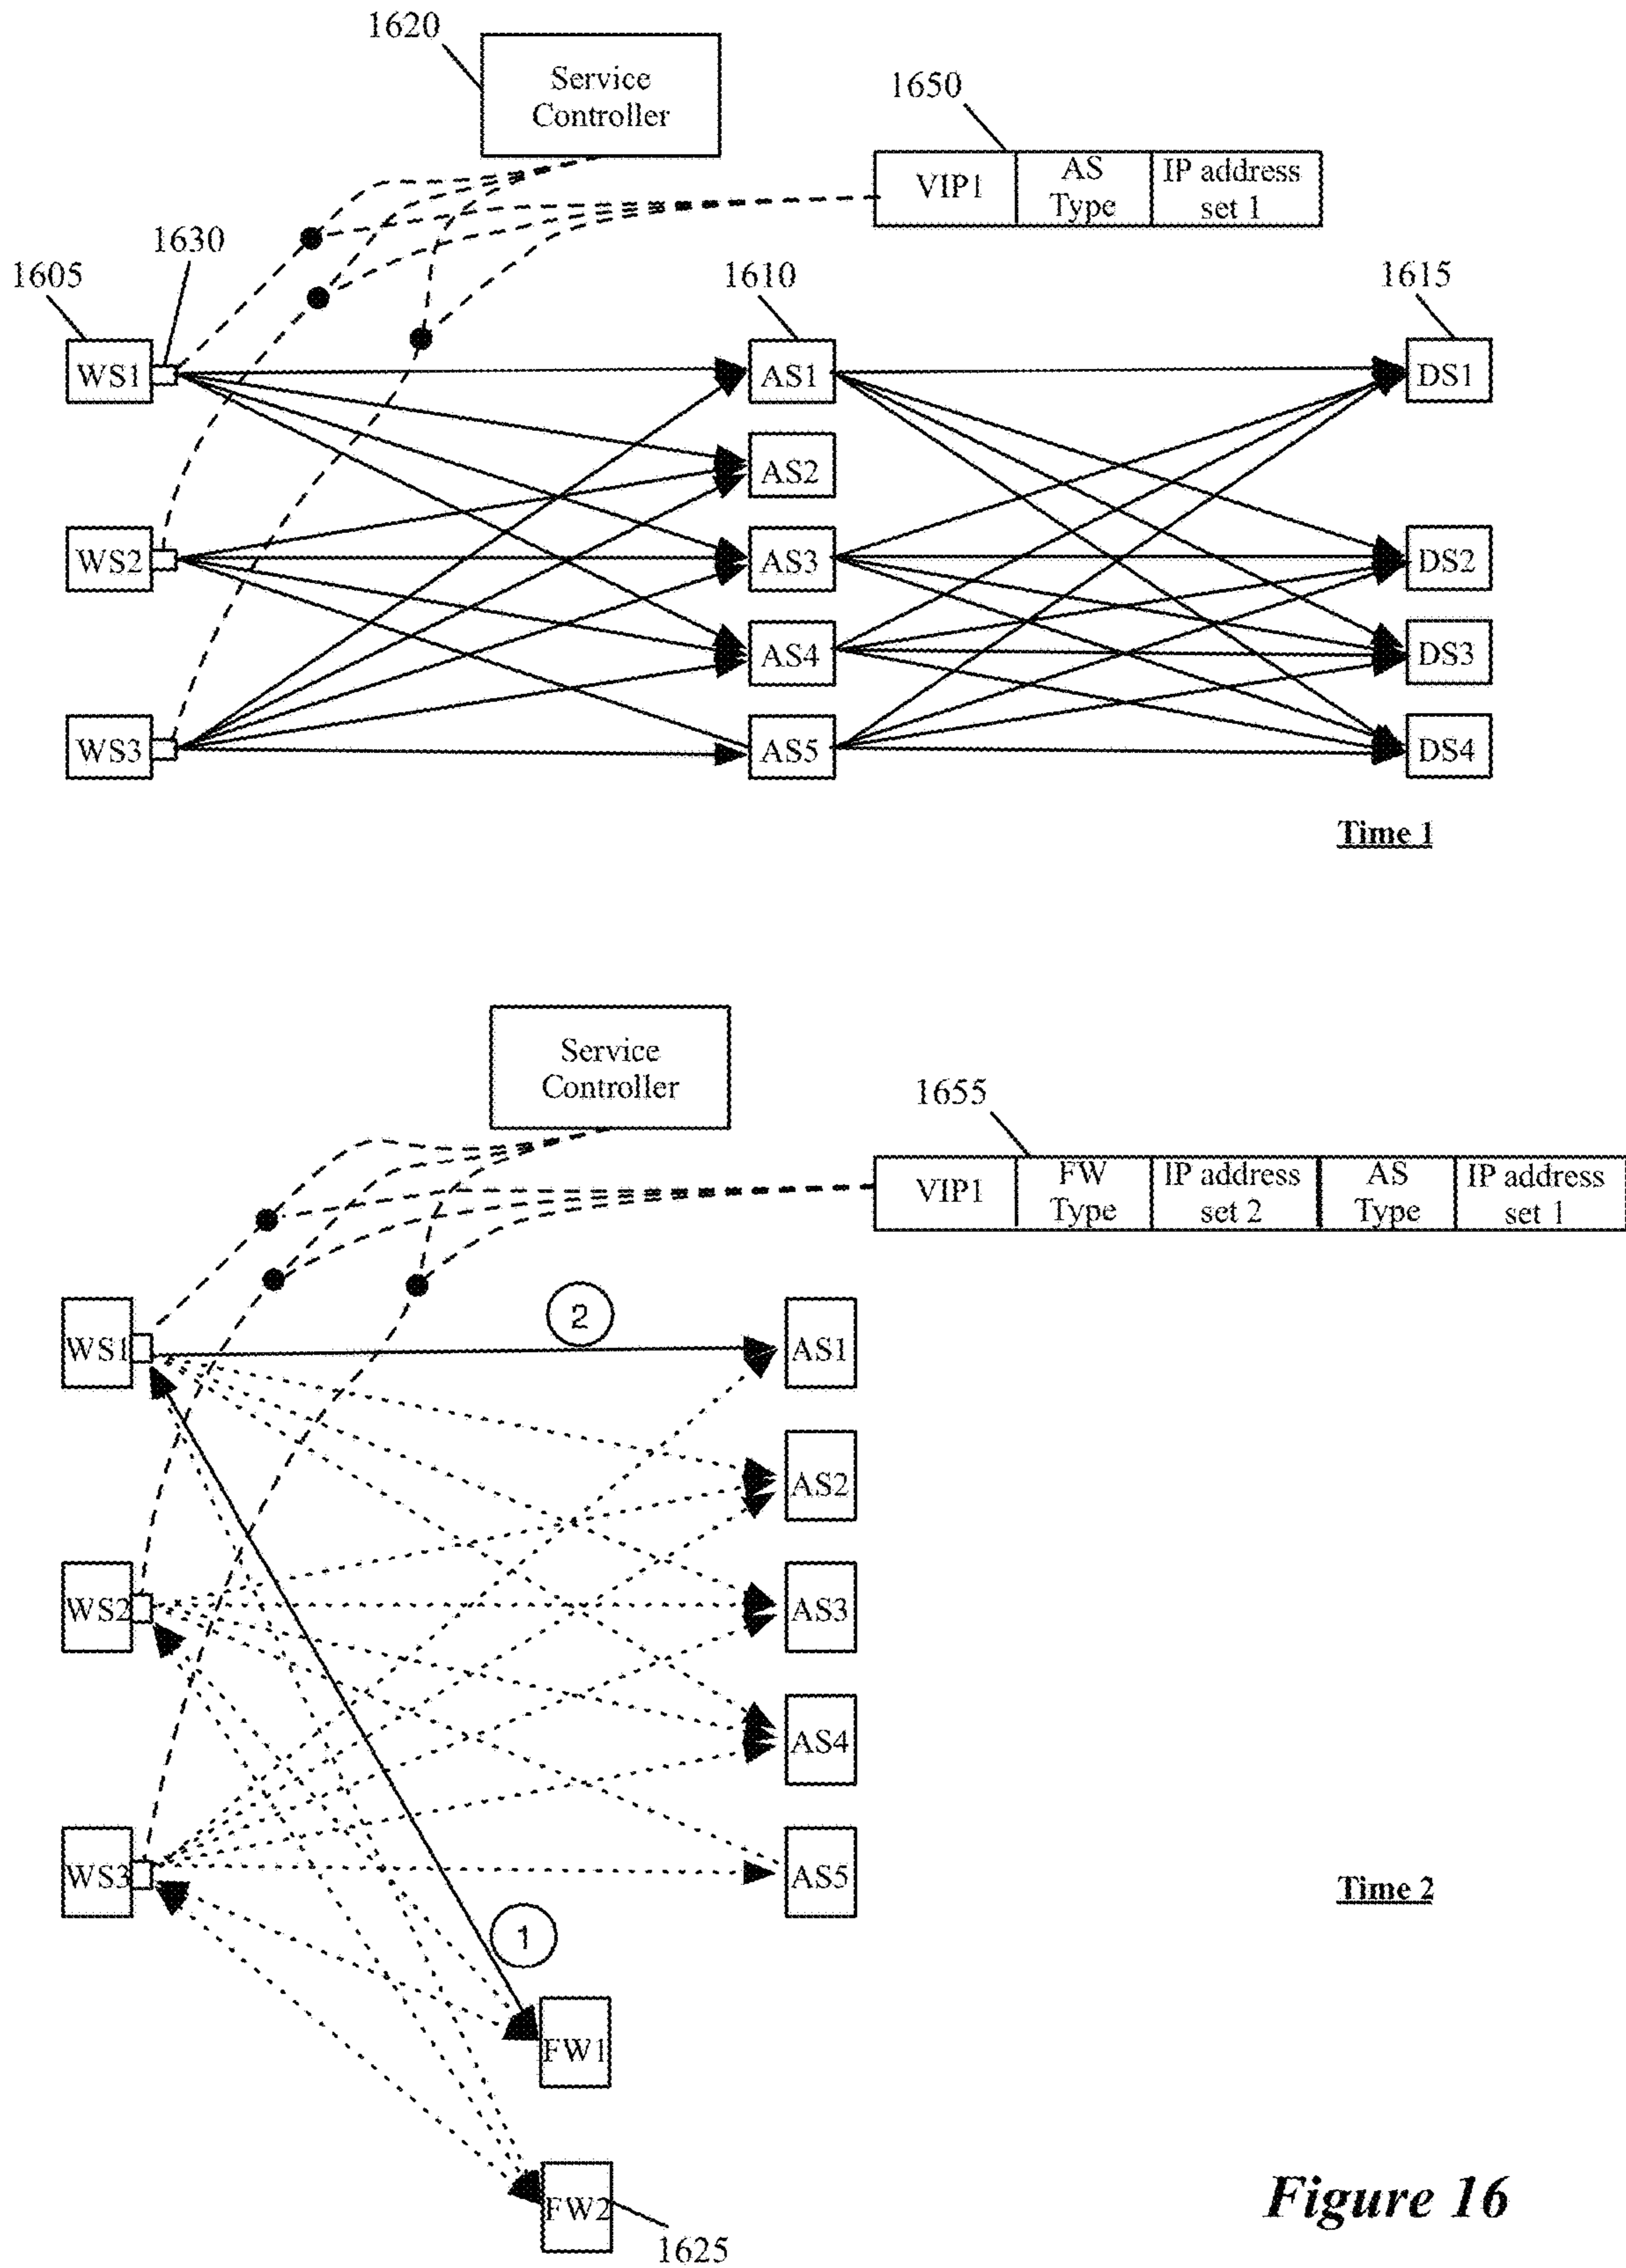 1620
Service
Controller
1650
VIP1
AS
Type
IP address
set 1
1630
1605
1610
1615
WS1
AS1
DS1
AS2
WS2
AS3
DS2
AS4
DS3
WS3
AS5
DS4
Time 1
Service
Controller
1655
VIP1
FW
Type
IP address
set 2
AS
Type
IP address
set 1
2
WS1
AS1
AS2
WS2
AS3
AS4
WS3
AS5
Time 2
1
FW1
FW2
1625
Figure 16